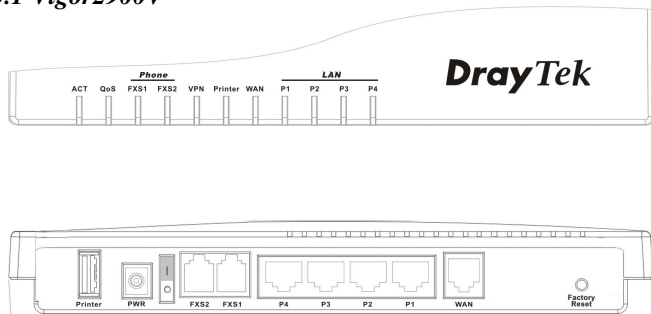 .1 Vigor2900V
Phone LAN
ACT QoS FXS1 FXS2 VPN Printer WAN P1 P2 P3 P4
DrayTek
Printer PWR FXS2 FXS1 P4 P3 P2 P1 WAN Factory
Reset